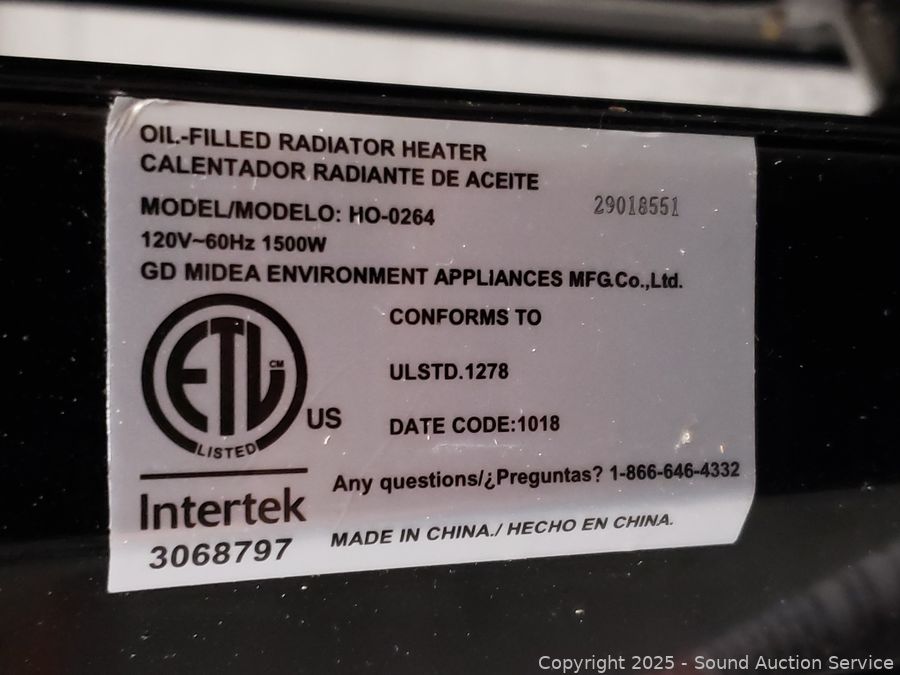 OIL-FILLED RADIATOR HEATER
CALENTADOR RADIANTE DE ACEITE
MODEL/MODELO: HO-0264
29018551
120V~60Hz 1500W
GD MIDEA ENVIRONMENT APPLIANCES MFG.Co.,Ltd.
ETL CM
LISTED
US
CONFORMS TO
ULSTD.1278
DATE CODE:1018
Intertek
3068797
Any questions/¿Preguntas? 1-866-646-4332
MADE IN CHINA./ HECHO EN CHINA.
Copyright 2025 - Sound Auction Service